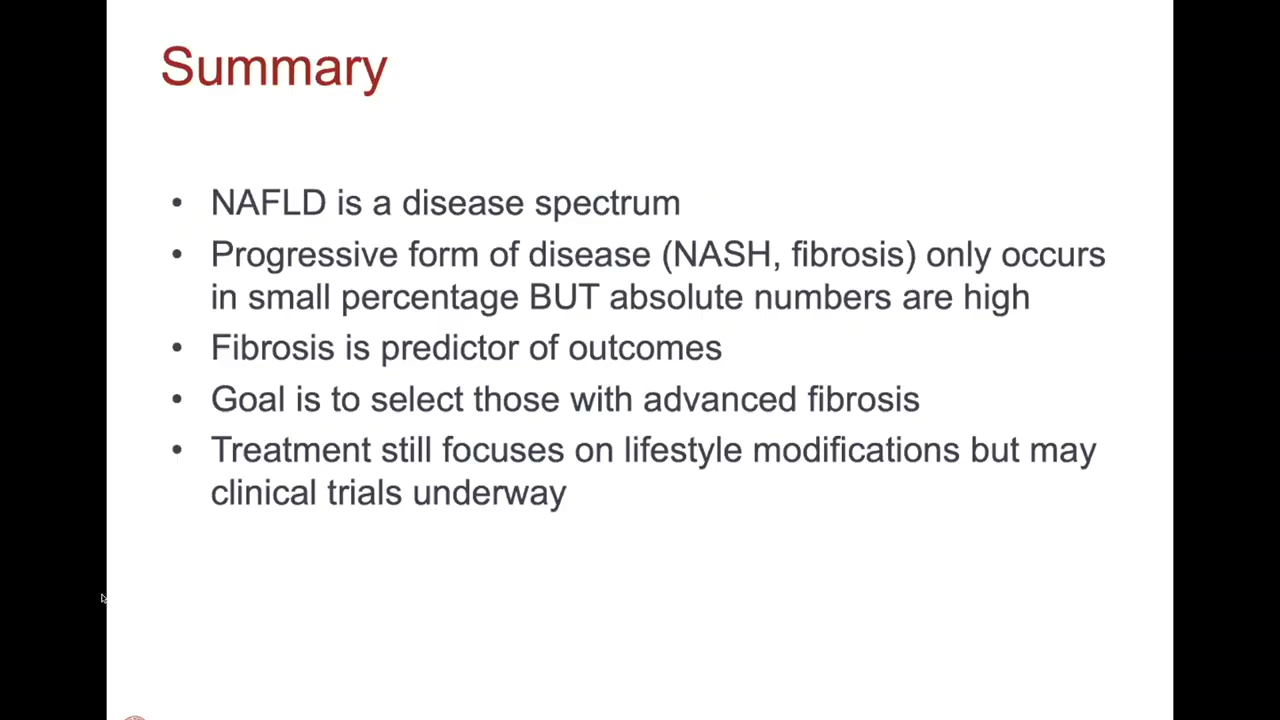 Summary
• NAFLD is a disease spectrum
• Progressive form of disease (NASH, fibrosis) only occurs
in small percentage BUT absolute numbers are high
• Fibrosis is predictor of outcomes
• Goal is to select those with advanced fibrosis
• Treatment still focuses on lifestyle modifications but may
clinical trials underway